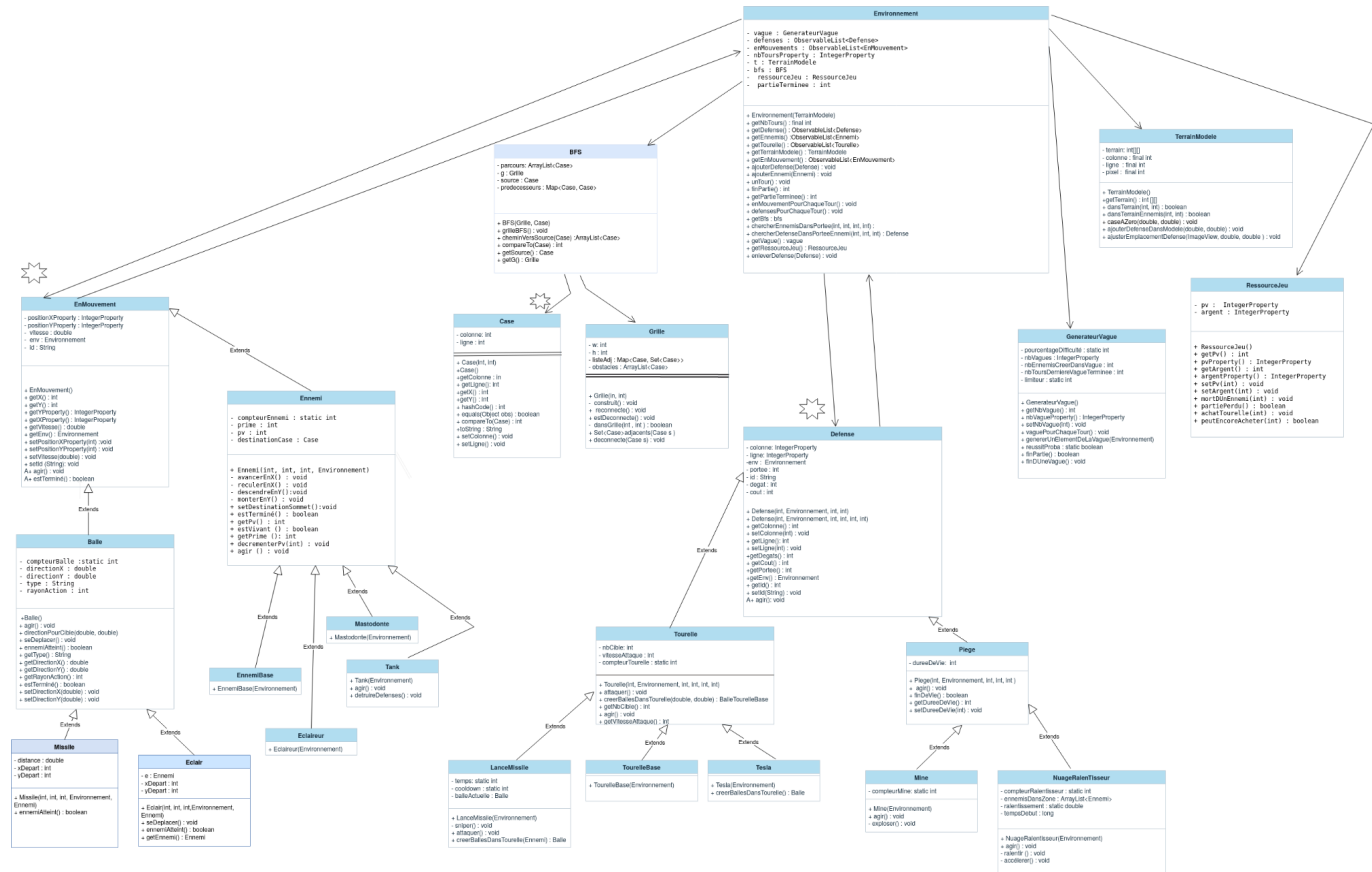 Environnement
- vague : GenerateurVague
- defenses : ObservableList<Defense>
- enMouvements : ObservableList<EnMouvement>
- nbToursProperty : IntegerProperty
- t : TerrainModele
- bfs : BFS
- ressourceJeu : RessourceJeu
- partieTerminee : int
+ Environnement(TerrainModele)
+ getNbTours() : final int
+ getDefense() : ObservableList<Defense>
+ getEnnemis() :ObservableList<Ennemi>
+ getTourelle() : ObservableList<Tourelle>
+ getTerrainModele() : TerrainModele
+ getEnMouvement() : ObservableList<EnMouvement>
+ ajouterDefense(Defense) : void
+ ajouterEnnemi(Ennemi) : void
+ unTour() : void
+ finPartie() : int
+ getPartieTerminee() : int
+ enMouvementPourChaqueTour() : void
+ defensesPourChaqueTour() : void
+ getBfs : bfs
+ chercherEnnemisDansPortee(int, int, int, int) :
+ chercherDefenseDansPorteeEnnemi(int, int, int) : Defense
+ getVague() : vague
+ getRessourceJeu() : RessourceJeu
+ enleverDefense(Defense) : void
BFS
- parcours: ArrayList<Case>
- g : Grille
- source : Case
- predecesseurs : Map<Case, Case>
+ BFS(Grille, Case)
+ grilleBFS() : void
+ cheminVersSource(Case) :ArrayList<Case>
+ compareTo(Case) : int
+ getSource() : Case
+ getG() : Grille
TerrainModele
- terrain: int[][]
- colonne : final int
- ligne : final int
- pixel : final int
+ TerrainModele()
+getTerrain() : int [][]
+ dansTerrain(int, int) : boolean
+ dansTerrainEnnemis(int, int) : boolean
+ caseAZero(double, double) : void
+ ajouterDefenseDansModele(double, double) : void
+ ajusterEmplacementDefense(ImageView, double, double ) : void
RessourceJeu
- pv : IntegerProperty
- argent : IntegerProperty
+ RessourceJeu()
+ getPv() : int
+ pvProperty() : IntegerProperty
+ getArgent() : int
+ argentProperty() : IntegerProperty
+ setPv(int) : void
+ setArgent(int) : void
+ mortDUnEnnemi(int) : void
+ partiePerdu() : boolean
+ achatTourelle(int) : void
+ peutEncoreAcheter(int) : boolean
EnMouvement
- positionXProperty : IntegerProperty
- positionYProperty : IntegerProperty
- vitesse : double
- env : Environnement
- id : String
+ EnMouvement()
+ getX() : int
+ getY() : int
+ getYProperty() : IntegerProperty
+ getXProperty() : IntegerProperty
+ getVitesse() : double
+ getEnv() : Environnement
+ setPositionXProperty(int) :void
+ setPositionYProperty(int) : void
+ setVitesse(double) : void
+ setId (String): void
A+ agir() : void
A+ estTerminé() : boolean
Case
- colonne: int
- ligne : int
+ Case(int, int)
+Case()
+getColonne : in
+ getLigne(): int
+ getX() : int
+getY() : int
+ hashCode() : int
+ equals(Object obs) : boolean
+ compareTo(Case) : int
+toString : String
+ setColonne() : void
+ setLigne() : void
Grille
- w: int
- h : int
- listeAdj : Map<Case, Set<Case>>
- obstacles : ArrayList<Case>
+ Grille(in, int)
- construit() : void
+ reconnecte() : void
+ estDeconnecte() : void
- dansGrille(int , int ) : boolean
+ Set<Case>adjacents(Case s )
+ deconnecte(Case s) : void
GenerateurVague
- pourcentageDifficulté : static int
- nbVagues : IntegerProperty
- nbEnnemisCreerDansVague : int
- nbToursDerniereVagueTerminee : int
- limiteur : static int
+ GenerateurVague()
+ getNbVague() : int
+ nbVagueProperty() : IntegerProperty
+ setNbVague(int) : void
+ vaguePourChaqueTour() : void
+ genererUnElementDeLaVague(Environnement)
+ reussitProba : static boolean
+ finPartie() : boolean
+ finDUneVague() : void
Extends
Ennemi
- compteurEnnemi : static int
- prime : int
- pv : int
- destinationCase : Case
+ Ennemi(int, int, int, Environnement)
- avancerEnX() : void
- reculerEnX() : void
- descendreEnY():void
- monterEnY() : void
+ setDestinationSommet():void
+ estTerminé() : boolean
+ getPv() : int
+ estVivant () : boolean
+ getPrime (): int
+ decrementerPv(int) : void
+ agir () : void
Defense
- colonne: IntegerProperty
- ligne: IntegerProperty
-env : Environnement
- portee : int
- id : String
- degat : int
- cout : int
+ Defense(int, Environnement, int, int)
+ Defense(int, Environnement, int, int, int, int)
+ getColonne() : int
+ setColonne(int) : void
+ getLigne(): int
+ setLigne(int) : void
+getDegats() : int
+ getCout() : int
+getPortee() : int
+getEnv() : Environnement
+ getId() : int
+ setId(String) : void
A+ agir(): void
Extends
Balle
- compteurBalle :static int
- directionX : double
- directionY : double
- type : String
- rayonAction : int
+Balle()
+ agir() : void
+ directionPourCible(double, double)
+ seDeplacer() : void
+ ennemiAtteint() : boolean
+ getType() : String
+ getDirectionX() : double
+ getDirectionY() : double
+ getRayonAction() : int
+ estTerminé() : boolean
+ setDirectionX(double) : void
+ setDirectionY(double) : void
Extends
Extends
Extends
Extends
Extends
Mastodonte
+ Mastodonte(Environnement)
Tank
+ Tank(Environnement)
+ agir() : void
+ detruireDefenses() : void
EnnemiBase
+ EnnemiBase(Environnement)
Eclaireur
+ Eclaireur(Environnement)
Tourelle
- nbCible: int
- vitesseAttaque : int
- compteurTourelle : static int
+ Tourelle(int, Environnement, int, int, int, int)
+ attaquer() : void
+ creerBallesDansTourelle(double, double) : BalleTourelleBase
+ getNbCible() : int
+ agir() : void
+ getVitesseAttaque() : int
Extends
Piege
- dureeDeVie: int
+ Piege(int, Environnement, int, int, int )
+ agir() : void
+ finDeVie() : boolean
+ getDureeDeVie() : int
+ setDureeDeVie(int) : void
Extends
Extends
Missile
- distance : double
- xDepart : int
- yDepart : int
+ Missile(int, int, int, Environnement,
Ennemi)
+ ennemiAtteint() : boolean
Eclair
- e : Ennemi
- xDepart : int
- yDepart : int
+ Eclair(int, int, int,Environnement,
Ennemi)
+ seDeplacer() : void
+ ennemiAtteint() : boolean
+ getEnnemi() : Ennemi
Extends
Extends
Extends
LanceMissile
- temps: static int
- cooldown : static int
- balleActuelle : Balle
+ LanceMissile(Environnement)
- sniper() : void
+ attaquer() : void
+ creerBallesDansTourelle(Ennemi) : Balle
TourelleBase
+ TourelleBase(Environnement)
Tesla
+ Tesla(Environnement)
+ creerBallesDansTourelle() : Balle
Extends
Extends
Mine
- compteurMine: static int
+ Mine(Environnement)
+ agir() : void
- exploser() : void
NuageRalenTisseur
- compteurRalentisseur : static int
- ennemisDansZone : ArrayList<Ennemi>
- ralentissement : static double
- tempsDebut : long
+ NuageRalentisseur(Environnement)
+ agir() : void
- ralentir () : void
- accélerer() : void